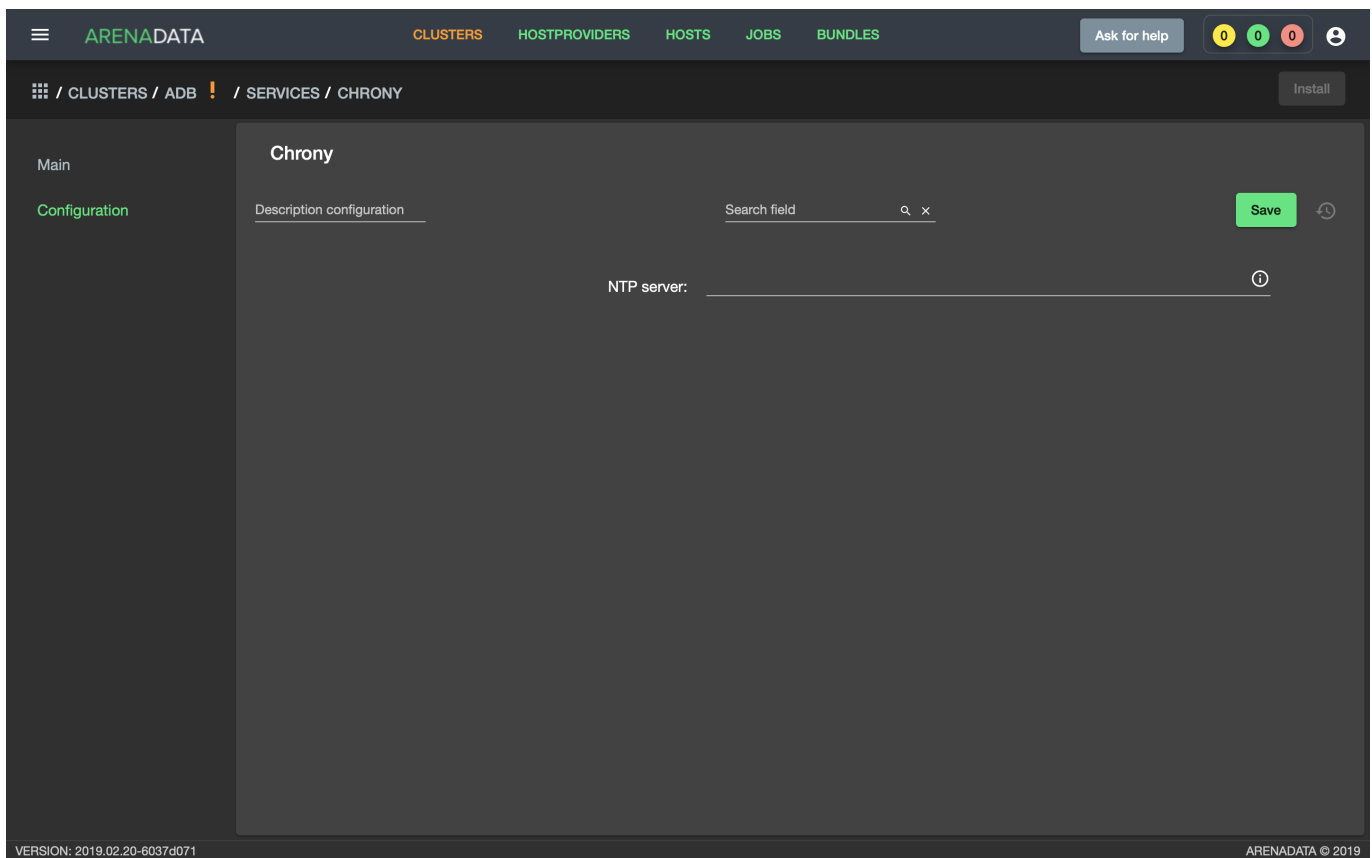 ARENADATA CLUSTERS HOSTPROVIDERS HOSTS JOBS BUNDLES Ask for help 0 0 0
/ CLUSTERS / ADB ! / SERVICES / CHRONY Install
Main
Configuration
Chrony
Description configuration Search field Save
NTP server:
VERSION: 2019.02.20-6037d071 ARENADATA © 2019